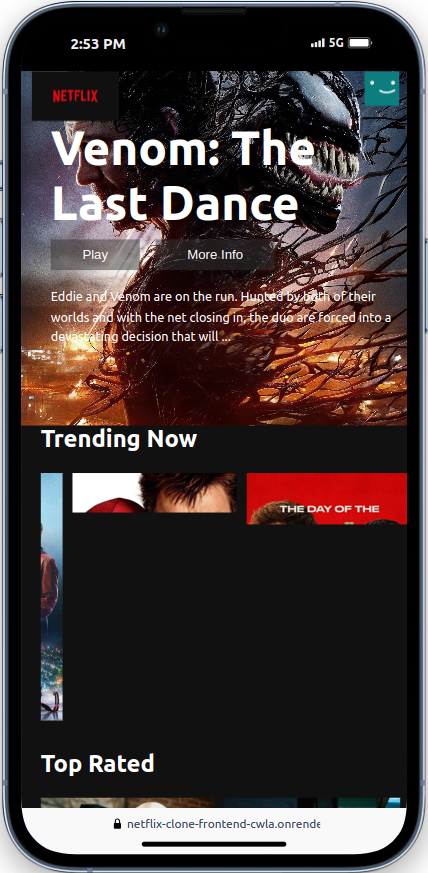 2:53 PM
5G
NETFLIX
Venom: The
Last Dance
Play
More Info
Eddie and Venom are on the run. Hunted by both of their
worlds and with the net closing in, the duo are forced into a
devastating decision that will ...
Trending Now
THE DAY OF THE
Top Rated
netflix-clone-frontend-cwla.onrende